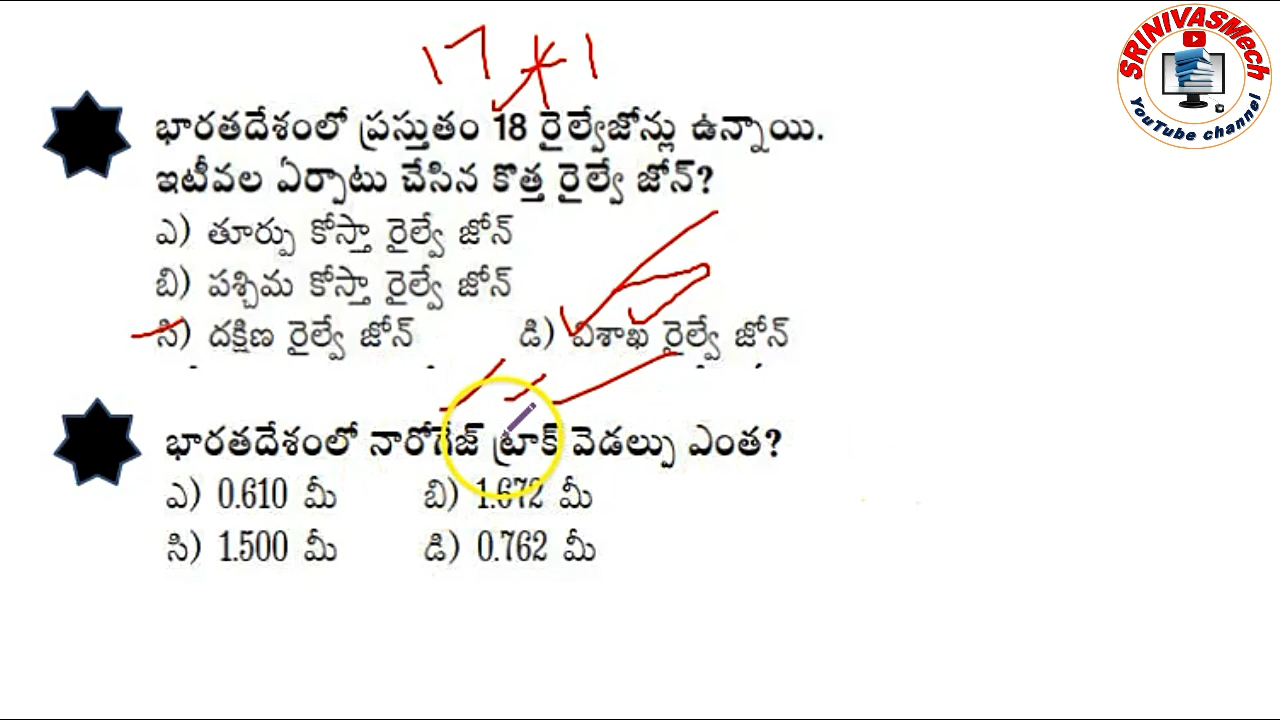 SRINIVASMech
YouTube channel
17 * 1
భారతదేశంలో ప్రస్తుతం 18 రైల్వేజోన్లు ఉన్నాయి.
ఇటీవల ఏర్పాటు చేసిన కొత్త రైల్వే జోన్?
ఎ) తూర్పు కోస్తా రైల్వే జోన్
బి) పశ్చిమ కోస్తా రైల్వే జోన్
సి) దక్షిణ రైల్వే జోన్ డి) విశాఖ రైల్వే జోన్
భారతదేశంలో నారోగేజ్ ట్రాక్ వెడల్పు ఎంత?
ఎ) 0.610 మీ బి) 1.672 మీ
సి) 1.500 మీ డి) 0.762 మీ